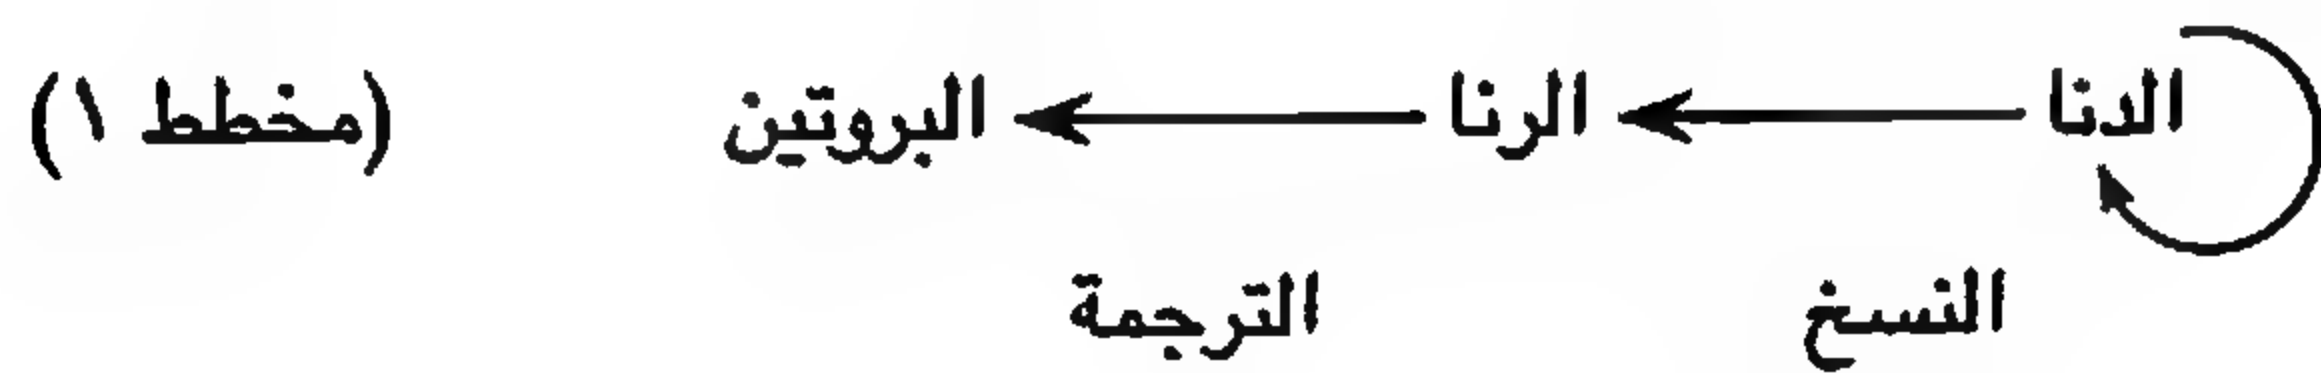 الدنا الرنا البروتين (مخطط ١)
النسخ الترجمة